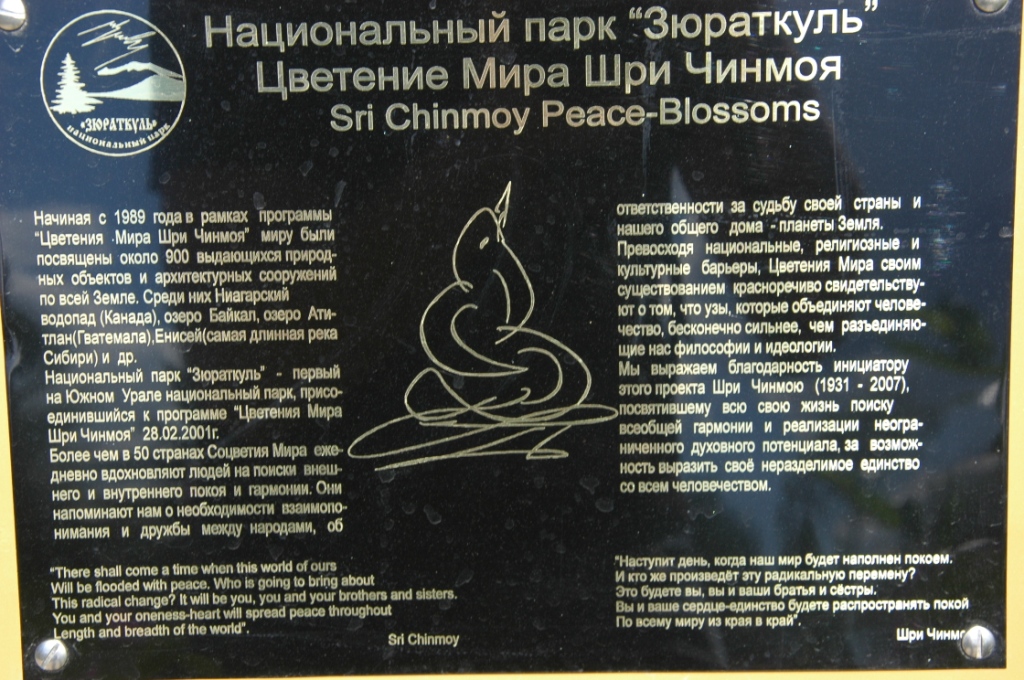 Национальный парк “Зюраткуль”
Цветение Мира Шри Чинмоя
Sri Chinmoy Peace-Blossoms
“ЗЮРАТКУЛЬ”
национальный парк
Начиная с 1989 года в рамках программы
“Цветения Мира Шри Чинмоя” миру были
посвящены около 900 выдающихся природ-
ных объектов и архитектурных сооружений
по всей Земле. Среди них Ниагарский
водопад (Канада), озеро Байкал, озеро Ати-
тлан(Гватемала),Енисей(самая длинная река
Сибири) и др.
Национальный парк “Зюраткуль” - первый
на Южном Урале национальный парк, присо-
единившийся к программе “Цветения Мира
Шри Чинмоя” 28.02.2001г.
Более чем в 50 странах Соцветия Мира еже-
дневно вдохновляют людей на поиски внеш-
него и внутреннего покоя и гармонии. Они
напоминают нам о необходимости взаимопо-
нимания и дружбы между народами, об
ответственности за судьбу своей страны и
нашего общего дома - планеты Земля.
Превосходя национальные, религиозные и
культурные барьеры, Цветения Мира своим
существованием красноречиво свидетельству-
ют о том, что узы, которые объединяют челове-
чество, бесконечно сильнее, чем разъединяю-
щие нас философии и идеологии.
Мы выражаем благодарность инициатору
этого проекта Шри Чинмою (1931 - 2007),
посвятившему всю свою жизнь поиску
всеобщей гармонии и реализации неогра-
ниченного духовного потенциала, за возмож-
ность выразить своё неразделимое единство
со всем человечеством.
“There shall come a time when this world of ours
Will be flooded with peace. Who is going to bring about
This radical change? It will be you, you and your brothers and sisters.
You and your oneness-heart will spread peace throughout
Length and breadth of the world”.
Sri Chinmoy
“Наступит день, когда наш мир будет наполнен покоем.
И кто же произведёт эту радикальную перемену?
Это будете вы, вы и ваши братья и сёстры.
Вы и ваше сердце-единство будете распространять покой
По всему миру из края в край”.
Шри Чинмо